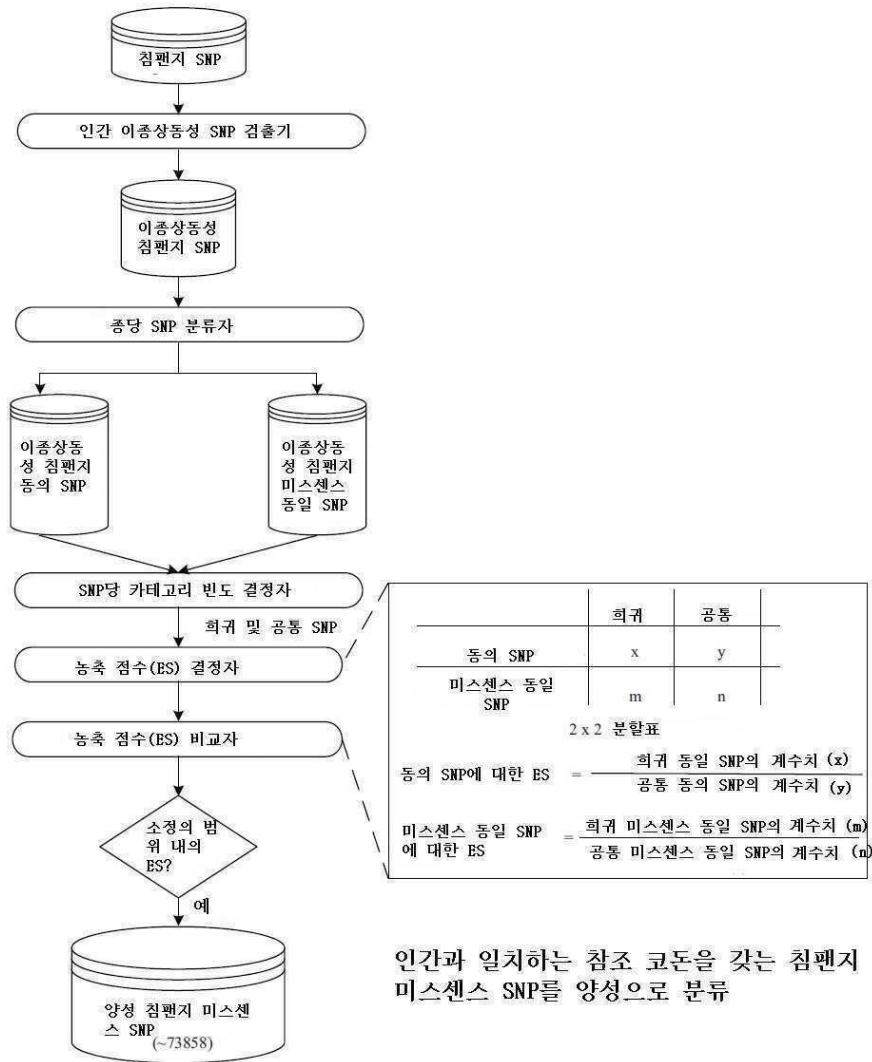 침팬지 SNP
인간 이종상동성 SNP 검출기
이종상동성
침팬지 SNP
종당 SNP 분류자
이종상동
성 침팬지
동의 SNP
이종상동
성 침팬지
미스센스
동일 SNP
SNP당 카테고리 빈도 결정자
희귀 및 공통 SNP
농축 점수(ES) 결정자
농축 점수(ES) 비교자
소정의 범
위 내의
ES?
예
양성 침팬지 미스센
스 SNP
(~73858)
희귀 공통
동의 SNP x y
미스센스 동일
SNP m n
2 x 2 분할표
동의 SNP에 대한 ES = 희귀 동일 SNP의 계수치 (x)
공통 동의 SNP의 계수치 (y)
미스센스 동일 SNP
에 대한 ES = 희귀 미스센스 동일 SNP의 계수치 (m)
공통 미스센스 동일 SNP의 계수치 (n)
인간과 일치하는 참조 코돈을 갖는 침팬지
미스센스 SNP를 양성으로 분류